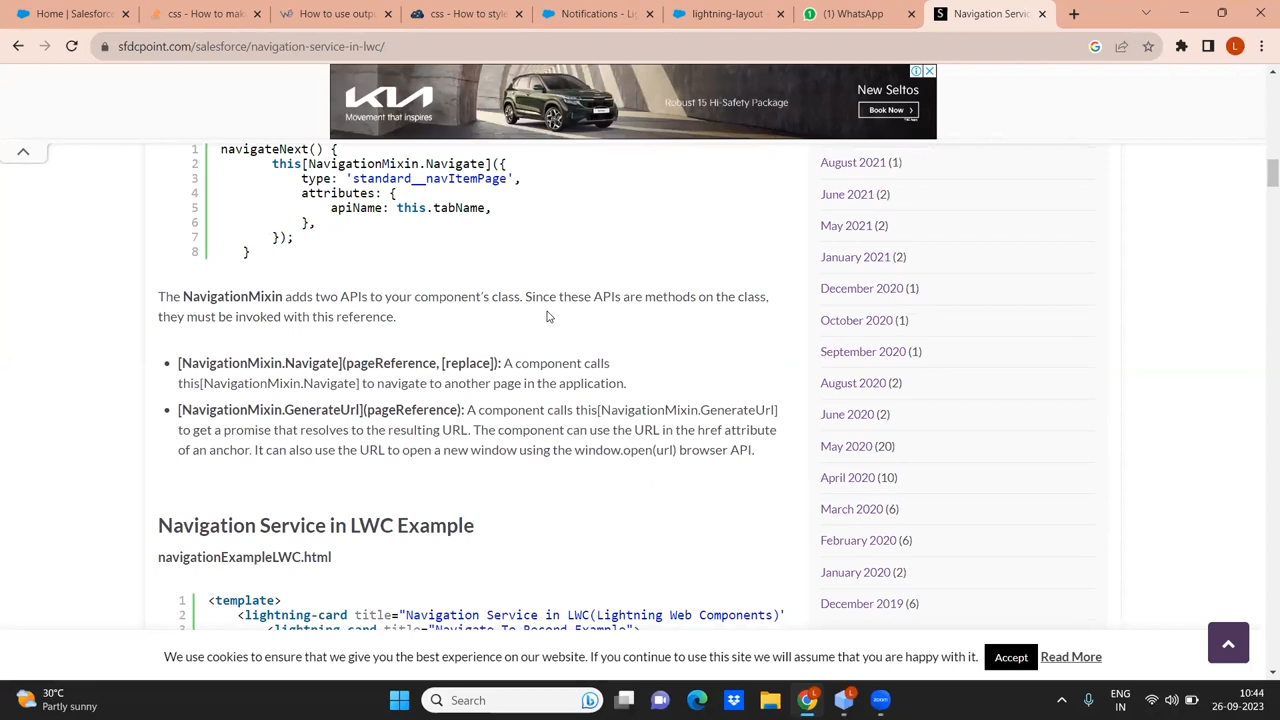 Home | Salesforce
css - How to make
How to use outp
css - How to style
Notifications - Lig
lightning-layout
(1) WhatsApp
Navigation Servic
sfdcpoint.com/salesforce/navigation-service-in-lwc/
KIA
Movement that inspires
Robust 15 Hi-Safety Package
New Seltos
Book Now
1 navigateNext() {
2 this[NavigationMixin.Navigate]({
3 type: 'standard__navItemPage',
4 attributes: {
5 apiName: this.tabName,
6 },
7 });
8 }
The NavigationMixin adds two APIs to your component's class. Since these APIs are methods on the class,
they must be invoked with this reference.
• [NavigationMixin.Navigate](pageReference, [replace]): A component calls
this[NavigationMixin.Navigate] to navigate to another page in the application.
• [NavigationMixin.GenerateUrl](pageReference): A component calls this[NavigationMixin.GenerateUrl]
to get a promise that resolves to the resulting URL. The component can use the URL in the href attribute
of an anchor. It can also use the URL to open a new window using the window.open(url) browser API.
Navigation Service in LWC Example
navigationExampleLWC.html
1 <template>
2 <lightning-card title="Navigation Service in LWC(Lightning Web Components)"
3 <lightning-card title="Navigate To Record Example">
August 2021 (1)
June 2021 (2)
May 2021 (2)
January 2021 (2)
December 2020 (1)
October 2020 (1)
September 2020 (1)
August 2020 (2)
June 2020 (2)
May 2020 (20)
April 2020 (10)
March 2020 (6)
February 2020 (6)
January 2020 (2)
December 2019 (6)
We use cookies to ensure that we give you the best experience on our website. If you continue to use this site we will assume that you are happy with it.
Accept
Read More
30°C
Partly sunny
Search
zoom
ENG
IN
10:44
26-09-2023